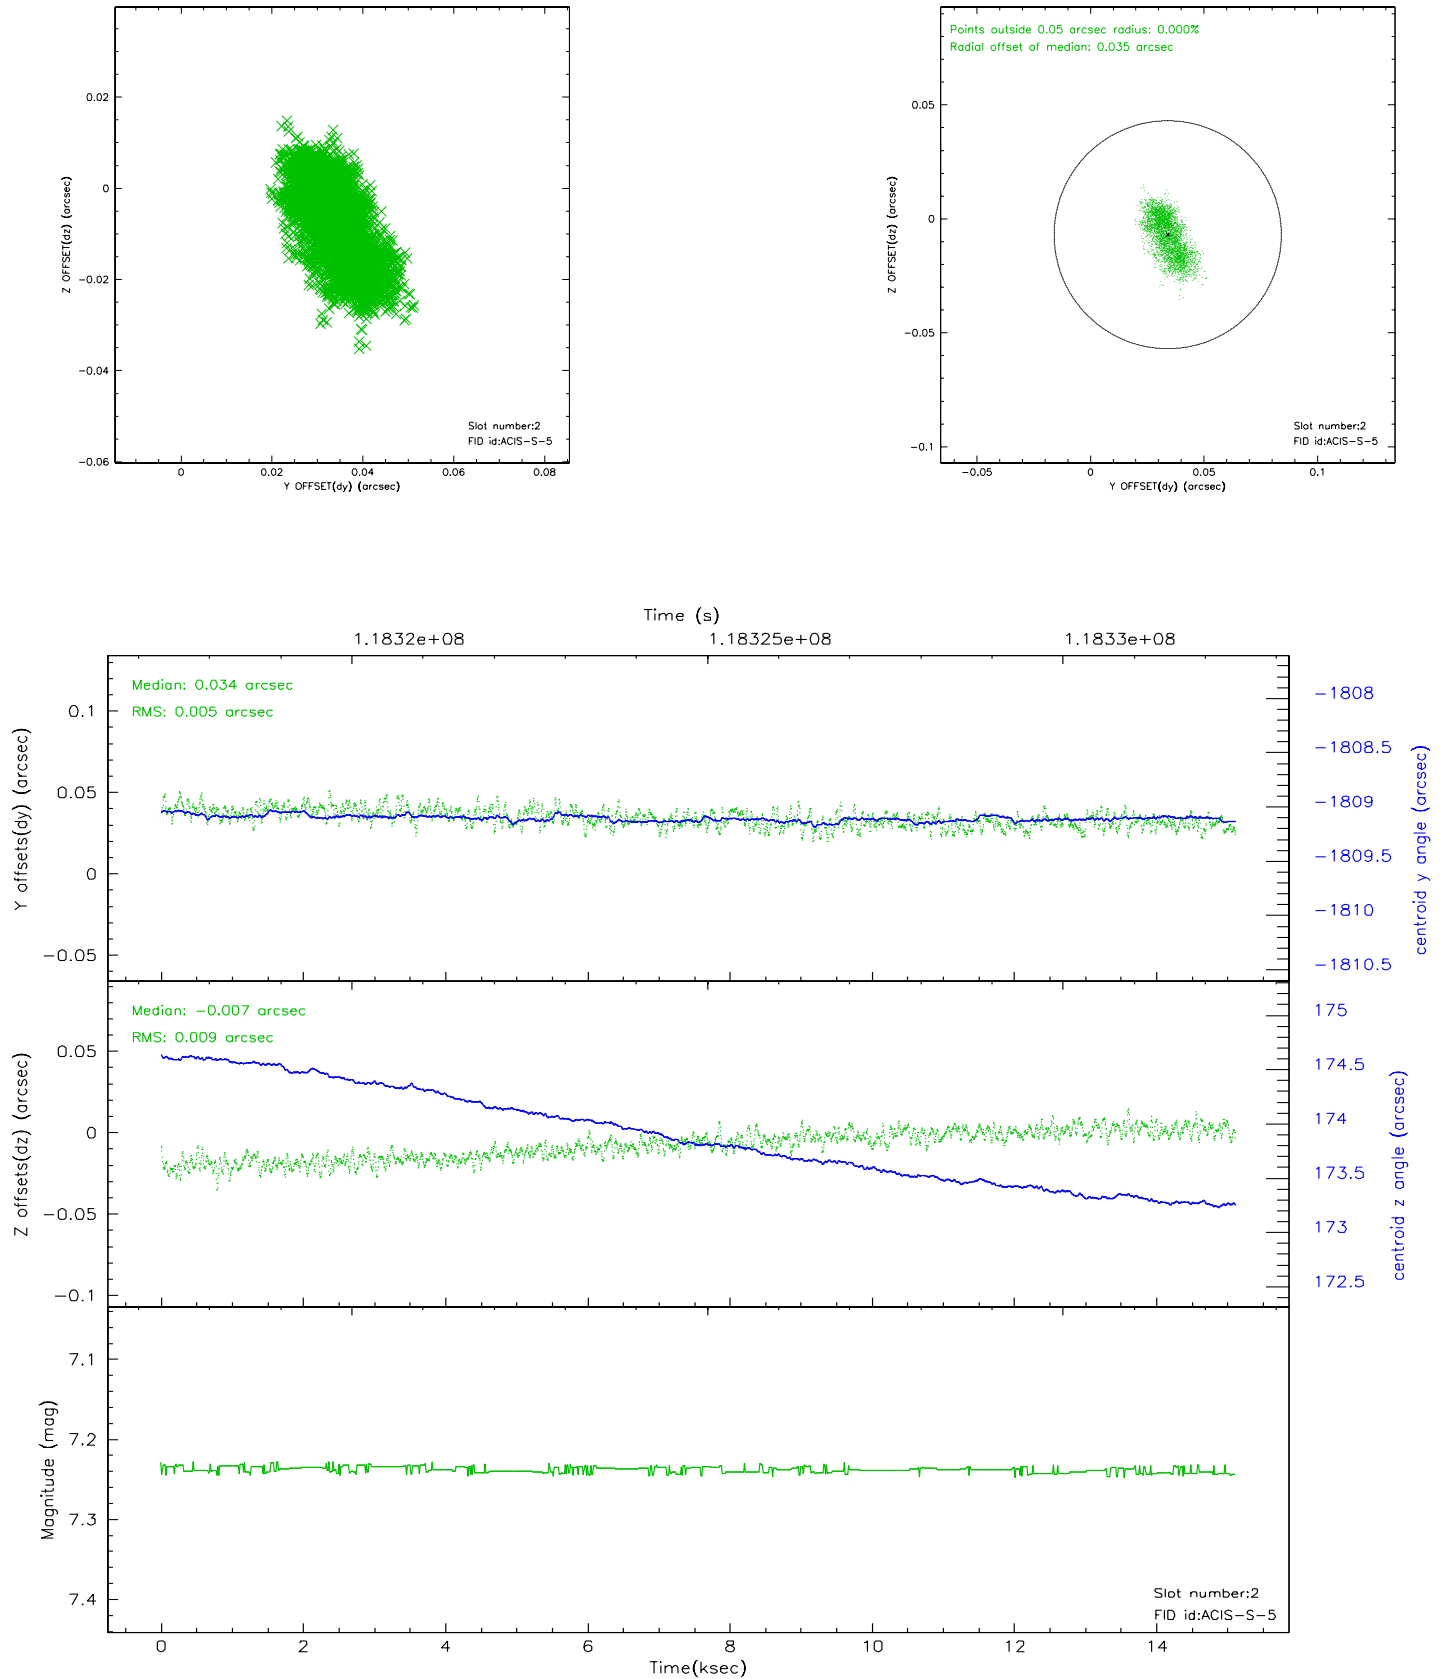 0.02
0
-0.02
-0.04
-0.06
Z OFFSET(dz) (arcsec)
Slot number:2
FID id:ACIS-S-5
0 0.02 0.04 0.06 0.08
Y OFFSET(dy) (arcsec)
Points outside 0.05 arcsec radius: 0.000%
Radial offset of median: 0.035 arcsec
0.05
0
-0.05
-0.1
Z OFFSET(dz) (arcsec)
Slot number:2
FID id:ACIS-S-5
-0.05 0 0.05 0.1
Y OFFSET(dy) (arcsec)
Time (s)
1.1832e+08 1.18325e+08 1.1833e+08
Median: 0.034 arcsec
RMS: 0.005 arcsec
0.1
0.05
0
-0.05
Y offsets(dy) (arcsec)
-1808
-1808.5
-1809
-1809.5
-1810
-1810.5
centroid y angle (arcsec)
Median: -0.007 arcsec
RMS: 0.009 arcsec
0.05
0
-0.05
-0.1
Z offsets(dz) (arcsec)
175
174.5
174
173.5
173
172.5
centroid z angle (arcsec)
7.1
7.2
7.3
7.4
Magnitude (mag)
Slot number:2
FID id:ACIS-S-5
0 2 4 6 8 10 12 14
Time(ksec)